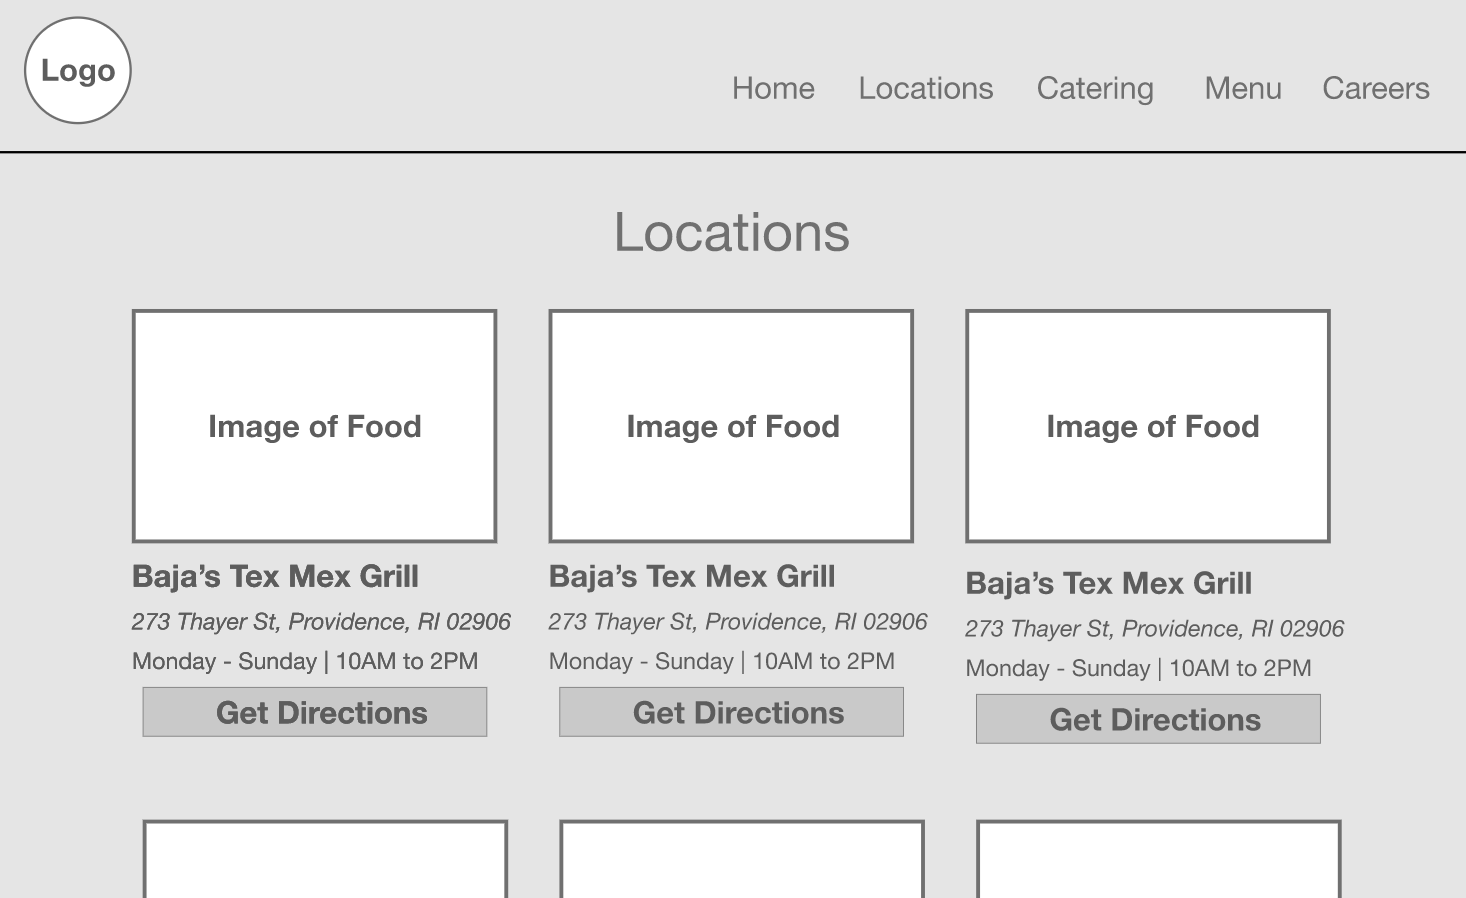 Logo
Home
Locations
Catering
Menu
Careers
Locations
Image of Food
Image of Food
Image of Food
Baja’s Tex Mex Grill
273 Thayer St, Providence, RI 02906
Monday - Sunday | 10AM to 2PM
Get Directions
Baja’s Tex Mex Grill
273 Thayer St, Providence, RI 02906
Monday - Sunday | 10AM to 2PM
Get Directions
Baja’s Tex Mex Grill
273 Thayer St, Providence, RI 02906
Monday - Sunday | 10AM to 2PM
Get Directions